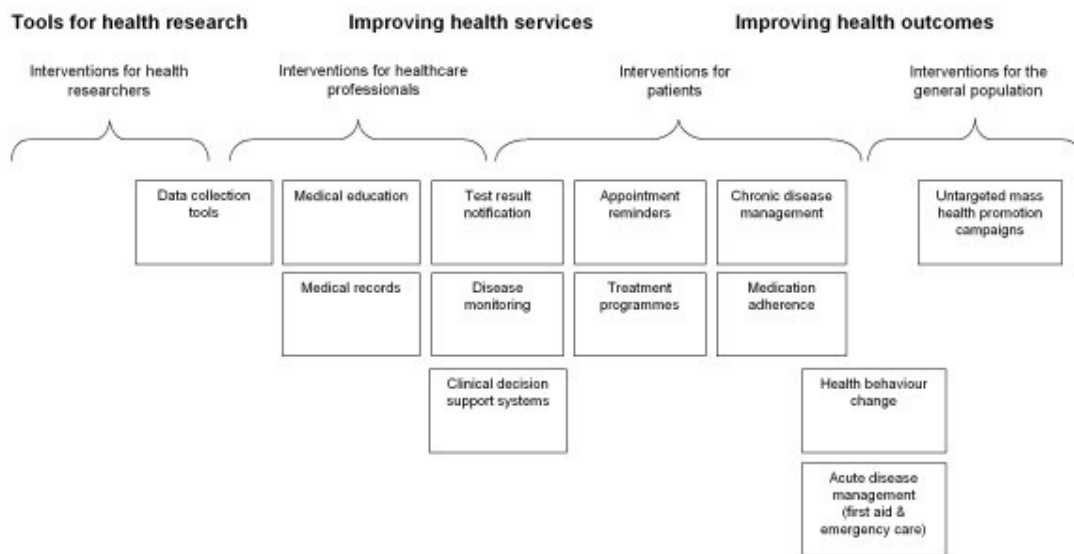 Tools for health research
Improving health services
Improving health outcomes
Interventions for health
researchers
Interventions for healthcare
professionals
Interventions for
patients
Interventions for the
general population
Data collection
tools
Medical education
Test result
notification
Appointment
reminders
Chronic disease
management
Untargeted mass
health promotion
campaigns
Medical records
Disease
monitoring
Treatment
programmes
Medication
adherence
Clinical decision
support systems
Health behaviour
change
Acute disease
management
(first aid &
emergency care)